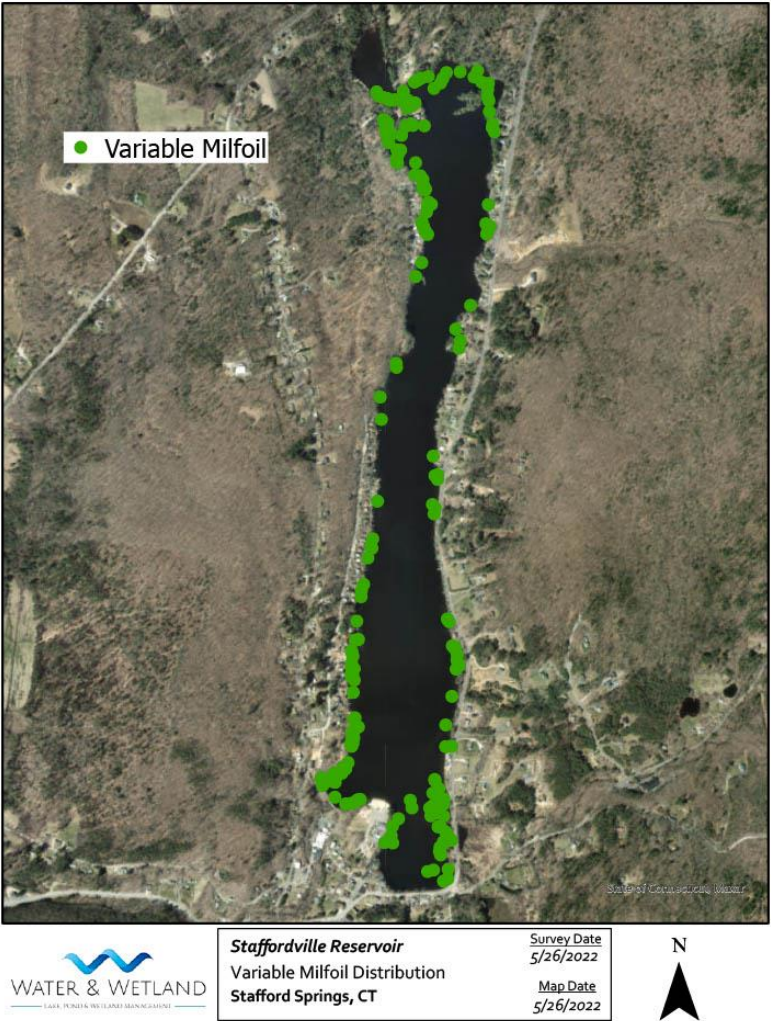 Variable Milfoil
State of Connecticut, Maxar
WATER & WETLAND
LAKE, POND & WETLAND MANAGEMENT
Staffordville Reservoir
Variable Milfoil Distribution
Stafford Springs, CT
Survey Date
5/26/2022
Map Date
5/26/2022
N